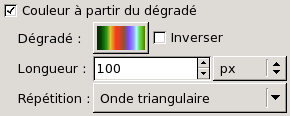 Couleur à partir du dégradé
Dégradé : Inverser
Longueur : 100 px
Répétition : Onde triangulaire